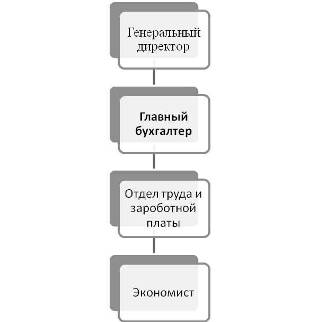 Генеральный
директор
Главный
бухгалтер
Отдел труда и
зароботной
платы
Экономист